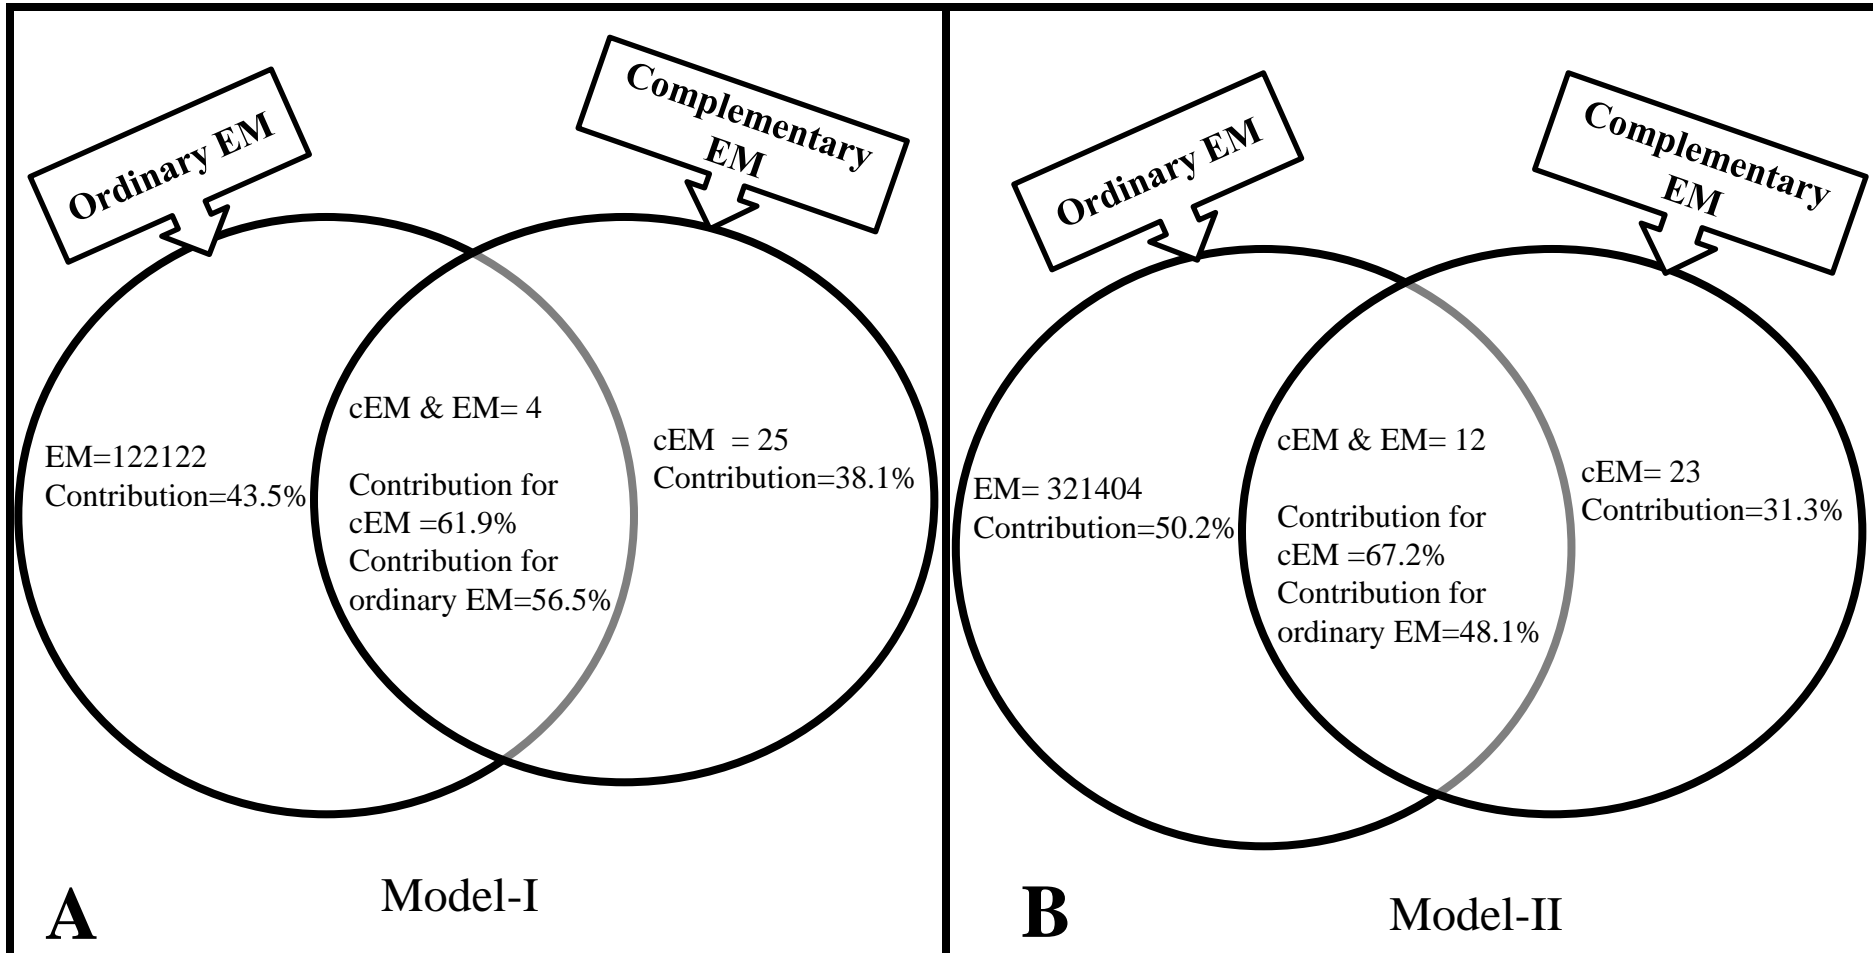 Ordinary EM
Complementary
EM
cEM & EM= 4
EM=122122
Contribution=43.5%
Contribution for
cEM =61.9%
Contribution for
ordinary EM=56.5%
cEM  = 25
Contribution=38.1%
A
Model-I
Ordinary EM
Complementary
EM
cEM & EM= 12
EM= 321404
Contribution=50.2%
Contribution for
cEM =67.2%
Contribution for
ordinary EM=48.1%
cEM= 23
Contribution=31.3%
B
Model-II